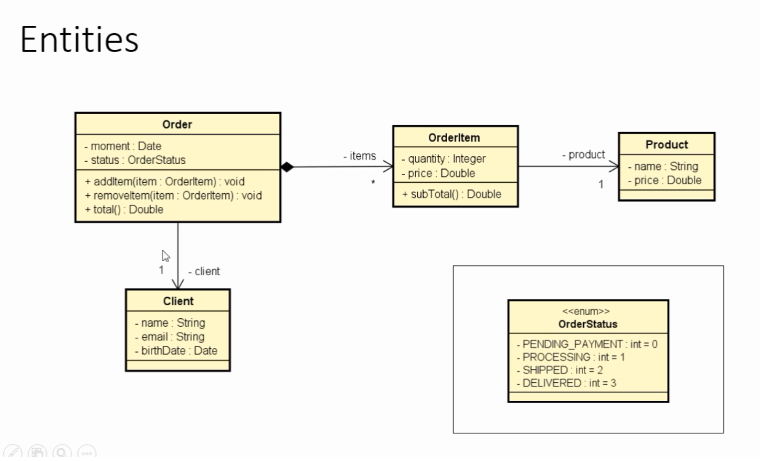 Entities
Order
- moment : Date
- status : OrderStatus
+ addItem(item : OrderItem) : void
+ removeItem(item : OrderItem) : void
+ total() : Double
- items
*
OrderItem
- quantity : Integer
- price : Double
+ subTotal() : Double
- product
1
Product
- name : String
- price : Double
1
- client
Client
- name : String
- email : String
- birthDate : Date
<<enum>>
OrderStatus
- PENDING_PAYMENT : int = 0
- PROCESSING : int = 1
- SHIPPED : int = 2
- DELIVERED : int = 3